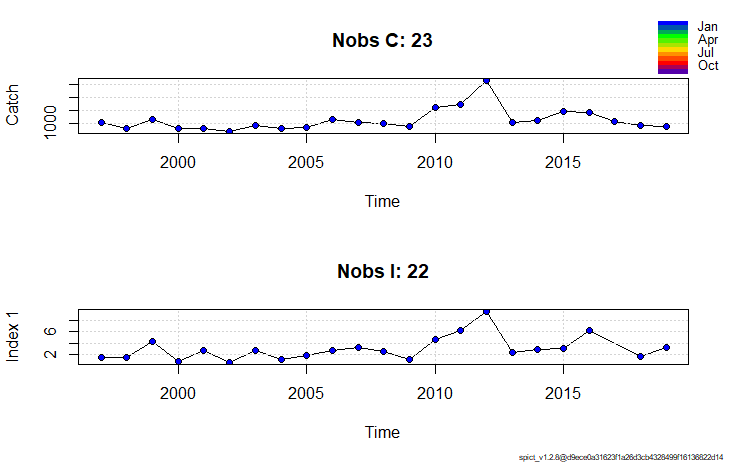 Nobs C: 23
Jan
Apr
Jul
Oct
Catch
1000
2000 2005 2010 2015
Time
Nobs I: 22
Index 1
6
2
2000 2005 2010 2015
Time
spict_v1.2.8@d9ece0a31623f1a26d3cb4328499f16136822d14